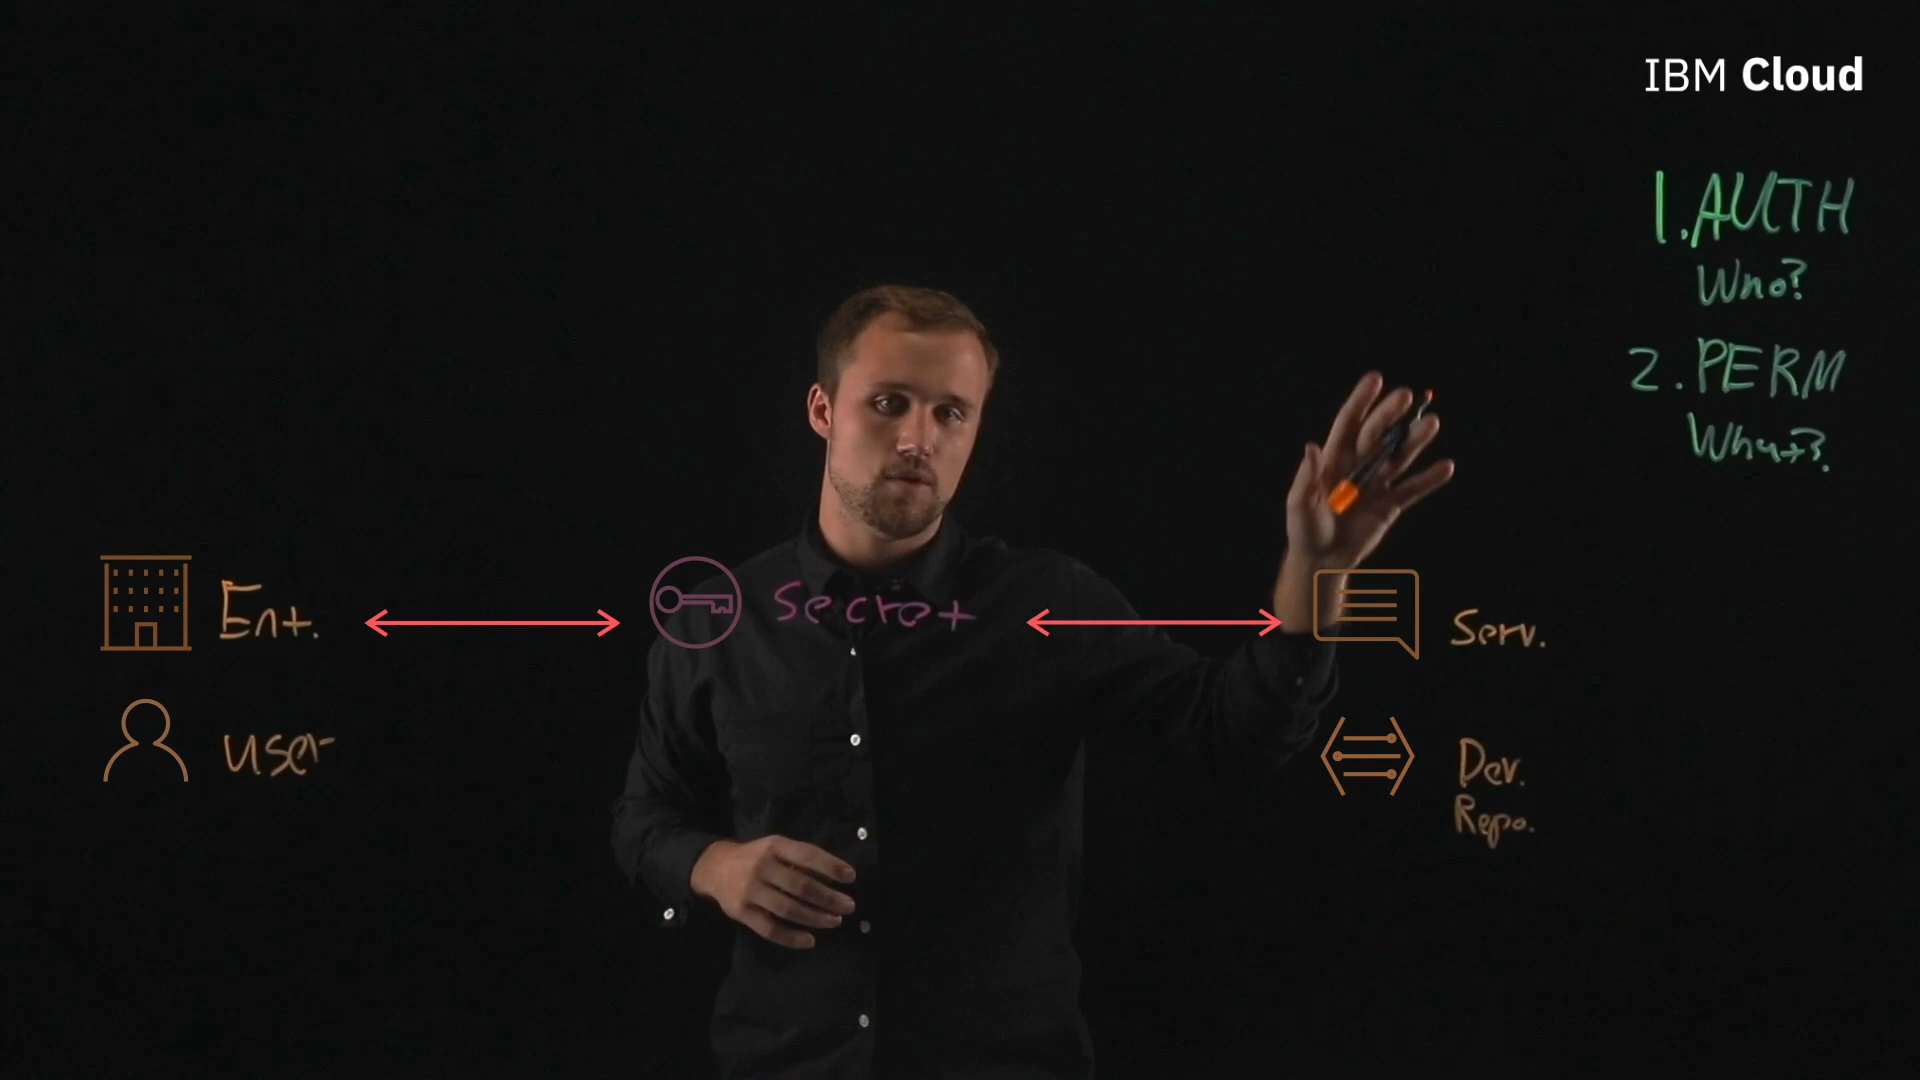 IBM Cloud
1. AUTH
Who?
2. PERM
What?
Ent.
Secret
Serv.
user
Dev.
Repo.